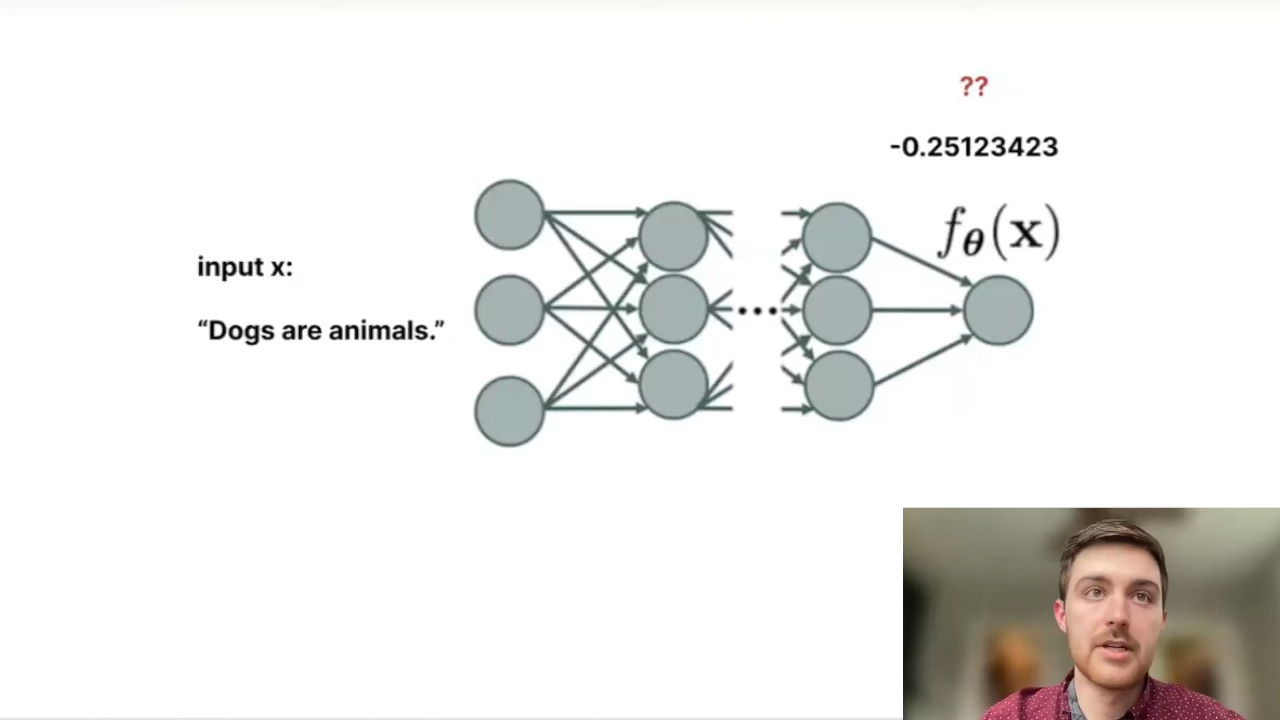 ??
-0.25123423
fθ(x)
input x:
“Dogs are animals.”
...